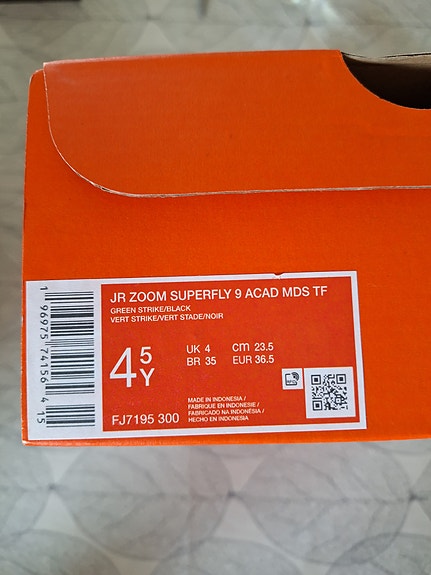 JR ZOOM SUPERFLY 9 ACAD MDS TF
GREEN STRIKE/BLACK
VERT STRIKE/VERT STADE/NOIR
4 5 Y
UK 4 cm 23.5
BR 35 EUR 36.5
MADE IN INDONESIA /
FABRIQUE EN INDONESIE /
FABRICADO NA INDONÉSIA /
HECHO EN INDONESIA
FJ7195 300
RFID
1 96975 74156 4 15